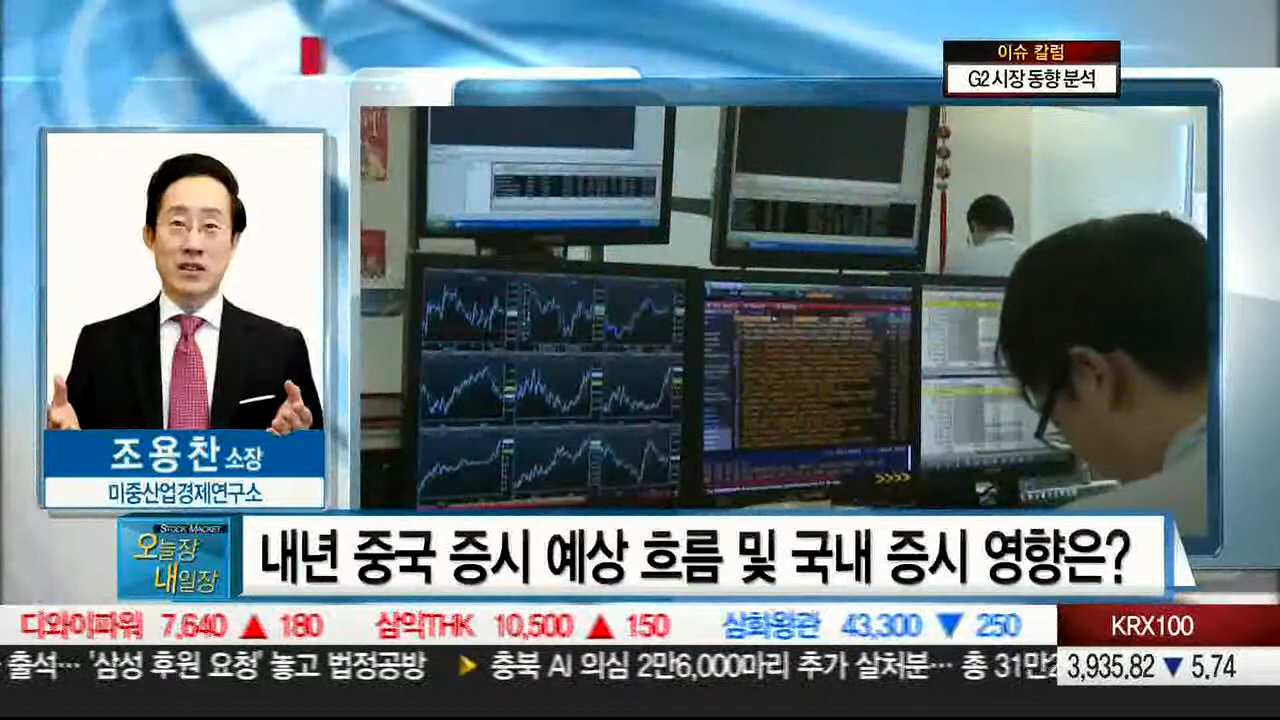 이슈 칼럼
G2시장 동향 분석
조용찬 소장
미중산업경제연구소
STOCK MARKET
오늘장
내일장
내년 중국 증시 예상 흐름 및 국내 증시 영향은?
디와이파워 7,640 ▲ 180 삼익THK 10,500 ▲ 150 삼화왕관 43,300 ▼ 250
KRX100
출석… '삼성 후원 요청' 놓고 법정공방 ▶ 충북 AI 의심 2만6,000마리 추가 살처분… 총 31만
3,935.82 ▼ 5.74